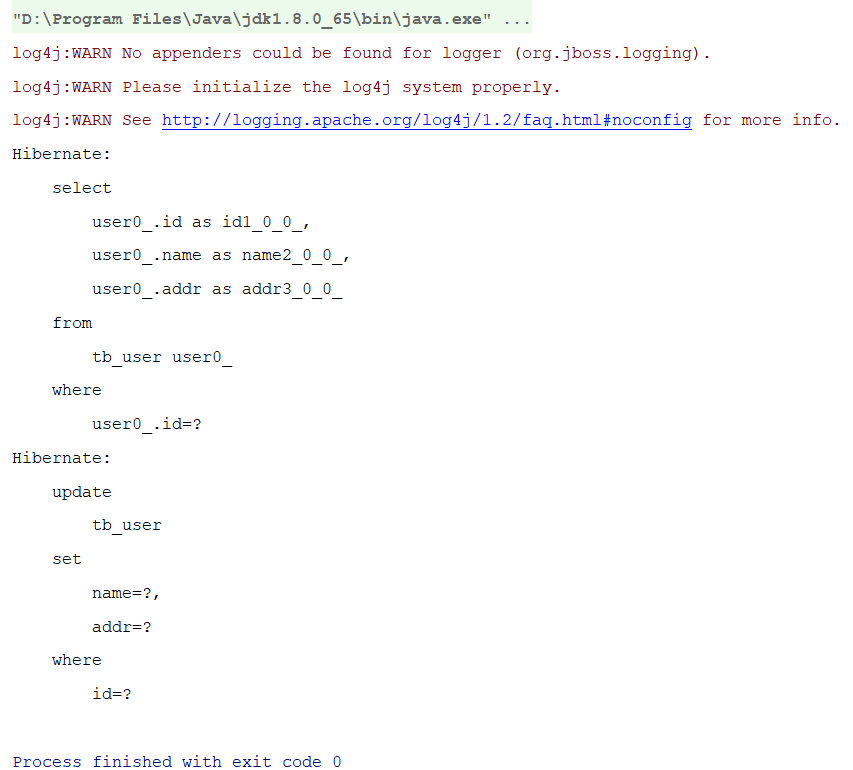 "D:\Program Files\Java\jdk1.8.0_65\bin\java.exe" ...
log4j:WARN No appenders could be found for logger (org.jboss.logging).
log4j:WARN Please initialize the log4j system properly.
log4j:WARN See http://logging.apache.org/log4j/1.2/faq.html#noconfig for more info.
Hibernate:
    select
        user0_.id as id1_0_0_,
        user0_.name as name2_0_0_,
        user0_.addr as addr3_0_0_
    from
        tb_user user0_
    where
        user0_.id=?
Hibernate:
    update
        tb_user
    set
        name=?,
        addr=?
    where
        id=?
Process finished with exit code 0